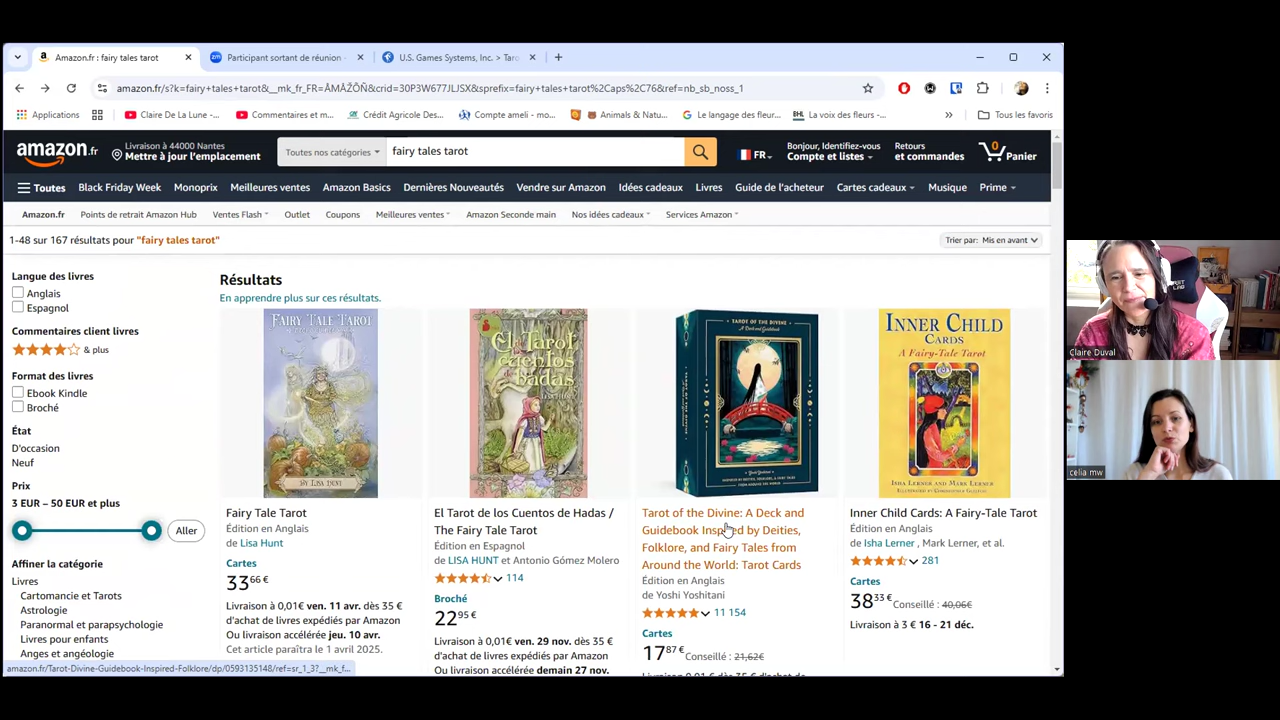 Amazon.fr : fairy tales tarot
Participant sortant de réunion -
U.S. Games Systems, Inc. > Taro
amazon.fr/s?k=fairy+tales+tarot&__mk_fr_FR=ÅMÅŽÕÑ&crid=30P3W677JLJSX&sprefix=fairy+tales+tarot%2Caps%2C76&ref=nb_sb_noss_1
Applications
Claire De La Lune -...
Commentaires et m...
Crédit Agricole Des...
Compte ameli - mo...
Animals & Natu...
Le langage des fleur...
BHL
La voix des fleurs -...
»
Tous les favoris
amazon.fr
Livraison à 44000 Nantes
Mettre à jour l'emplacement
Toutes nos catégories
fairy tales tarot
FR
Bonjour, Identifiez-vous
Compte et listes
Retours
et commandes
0
Panier
Toutes
Black Friday Week
Monoprix
Meilleures ventes
Amazon Basics
Dernières Nouveautés
Vendre sur Amazon
Idées cadeaux
Livres
Guide de l'acheteur
Cartes cadeaux
Musique
Prime
Amazon.fr
Points de retrait Amazon Hub
Ventes Flash
Outlet
Coupons
Meilleures ventes
Amazon Seconde main
Nos idées cadeaux
Services Amazon
1-48 sur 167 résultats pour "fairy tales tarot"
Trier par: Mis en avant
Langue des livres
Anglais
Espagnol
Commentaires client livres
& plus
Format des livres
Ebook Kindle
Broché
État
D'occasion
Neuf
Prix
3 EUR – 50 EUR et plus
Aller
Affiner la catégorie
Livres
Cartomancie et Tarots
Astrologie
Paranormal et parapsychologie
Livres pour enfants
Anges et angéologie
Résultats
En apprendre plus sur ces résultats.
FAIRY TALE TAROT
BY LISA HUNT
Fairy Tale Tarot
Édition en Anglais
de Lisa Hunt
Cartes
33,66 €
Livraison à 0,01€ ven. 11 avr. dès 35 €
d'achat de livres expédiés par Amazon
Ou livraison accélérée jeu. 10 avr.
Cet article paraîtra le 1 avril 2025.
El Tarot
de los
cuentos
de hadas
El Tarot de los Cuentos de Hadas /
The Fairy Tale Tarot
Édition en Espagnol
de LISA HUNT et Antonio Gómez Molero
114
Broché
22,95 €
Livraison à 0,01€ ven. 29 nov. dès 35 €
d'achat de livres expédiés par Amazon
Ou livraison accélérée demain 27 nov.
TAROT OF THE DIVINE
A Deck and Guidebook
Tarot of the Divine: A Deck and
Guidebook Inspired by Deities,
Folklore, and Fairy Tales from
Around the World: Tarot Cards
Édition en Anglais
de Yoshi Yoshitani
11 154
Cartes
17,87 € Conseillé : 21,62€
INNER CHILD
CARDS
A Fairy-Tale Tarot
ISHA LERNER AND MARK LERNER
Inner Child Cards: A Fairy-Tale Tarot
Édition en Anglais
de Isha Lerner , Mark Lerner, et al.
281
Cartes
38,33 € Conseillé : 40,06€
Livraison à 3 € 16 - 21 déc.
amazon.fr/Tarot-Divine-Guidebook-Inspired-Folklore/dp/0593135148/ref=sr_1_3?__mk_f...
Claire Duval
celia mw